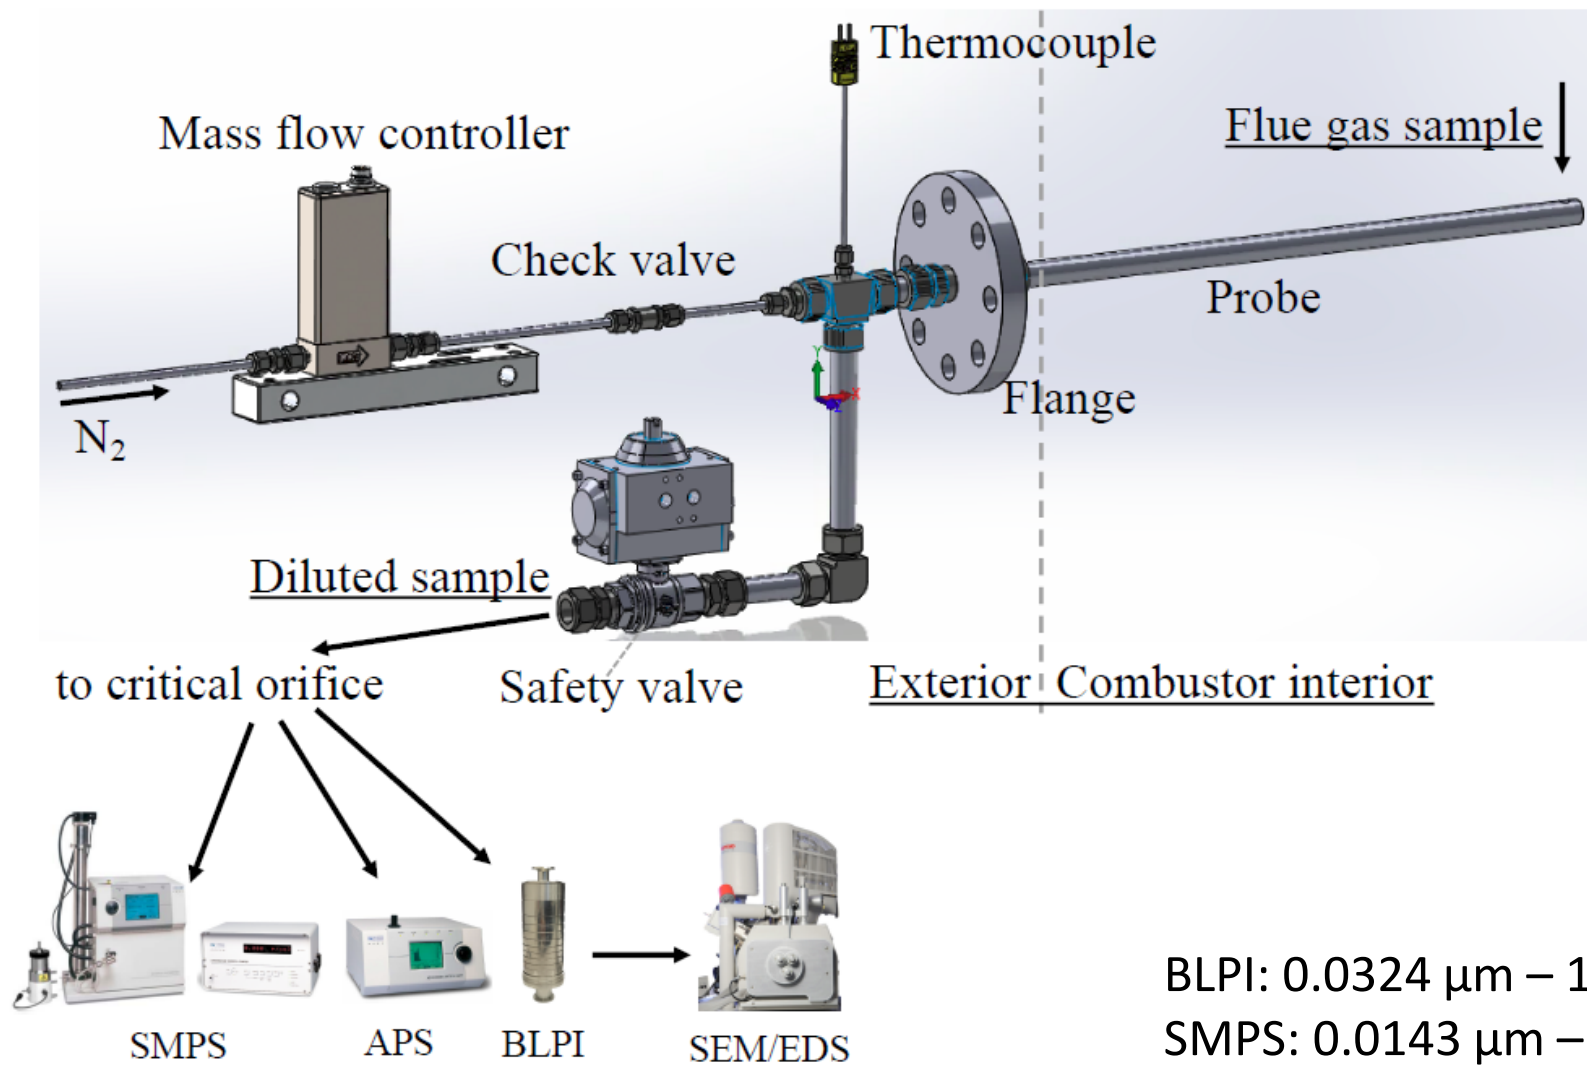 Thermocouple
Mass flow controller
Flue gas sample
Check valve
Probe
N₂
Flange
Diluted sample
to critical orifice
Safety valve
Exterior
Combustor interior
SMPS
APS
BLPI
SEM/EDS
BLPI: 0.0324 µm – 1
SMPS: 0.0143 µm –
Y
X
Z